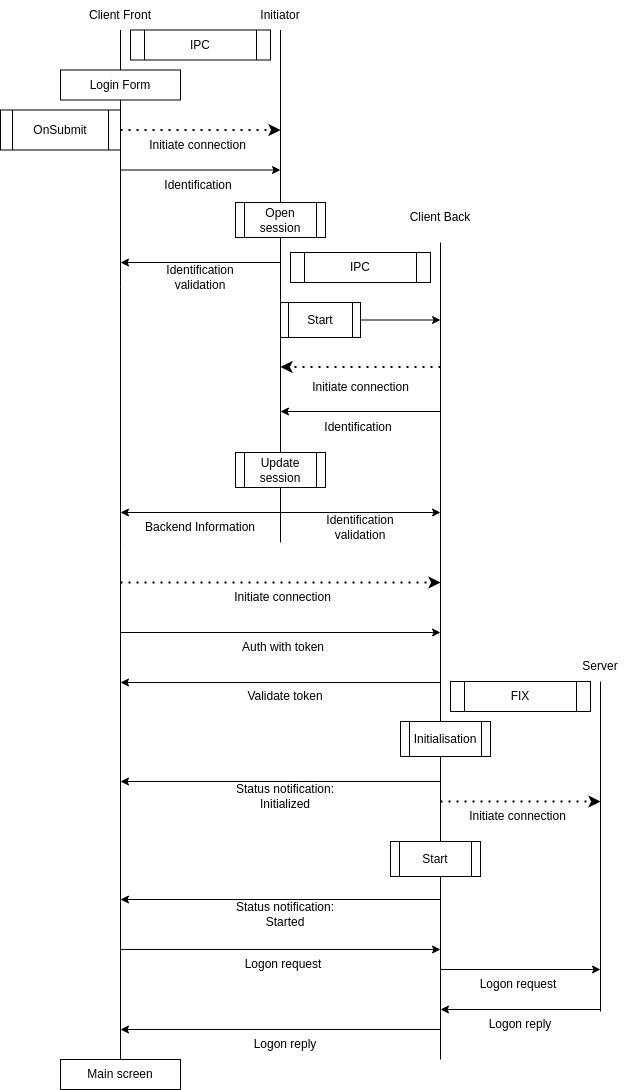 Client Front
Initiator
IPC
Login Form
OnSubmit
Initiate connection
Identification
Open
session
Client Back
Identification
validation
IPC
Start
Initiate connection
Identification
Update
session
Backend Information
Identification
validation
Initiate connection
Auth with token
Server
Validate token
FIX
Initialisation
Status notification:
Initialized
Initiate connection
Start
Status notification:
Started
Logon request
Logon request
Logon reply
Logon reply
Main screen